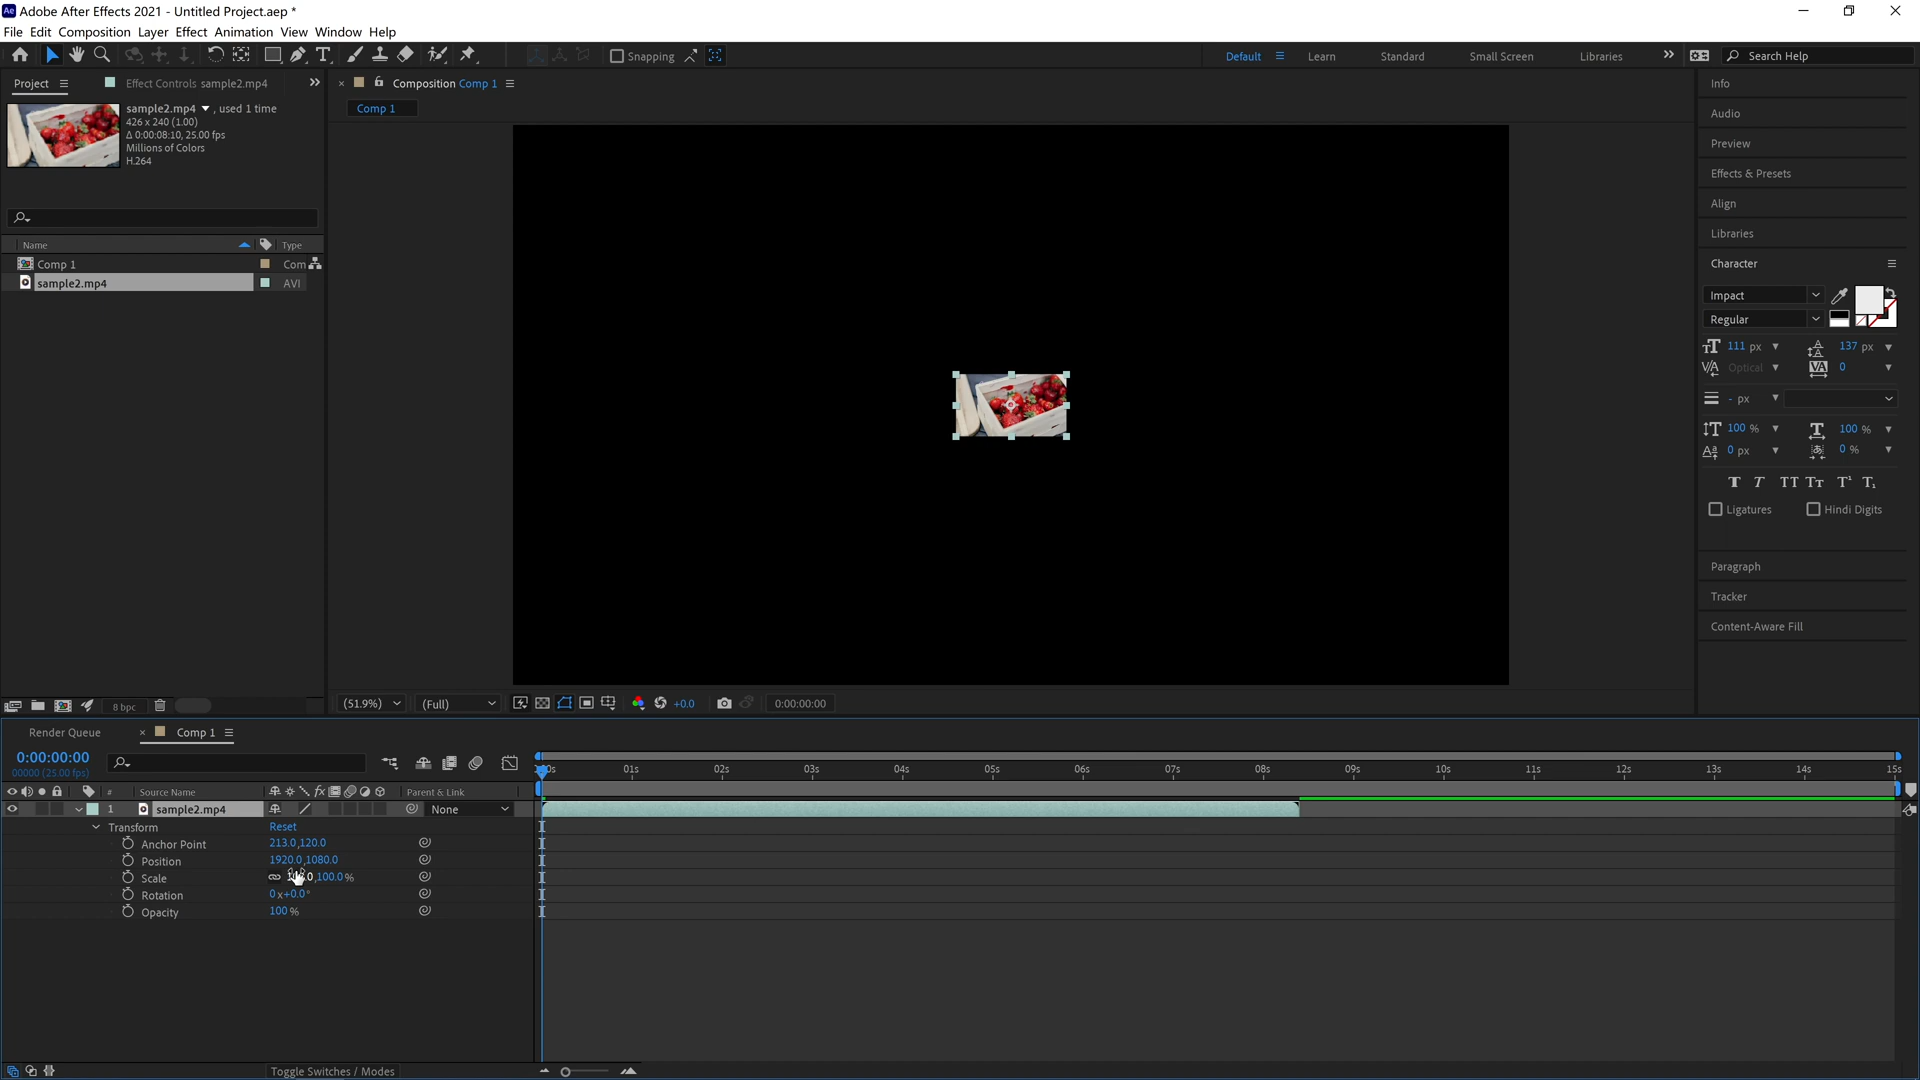 Adobe After Effects 2021 - Untitled Project.aep *
File Edit Composition Layer Effect Animation View Window Help
Snapping
Default Learn Standard Small Screen Libraries
Search Help
Project Effect Controls sample2.mp4
sample2.mp4 , used 1 time
426 x 240 (1.00)
Δ 0:00:08:10, 25.00 fps
Millions of Colors
H.264
Name Type
Comp 1 Com
sample2.mp4 AVI
8 bpc
Composition Comp 1
Comp 1
(51.9%) (Full) +0.0 0:00:00:00
Info
Audio
Preview
Effects & Presets
Align
Libraries
Character
Impact
Regular
111 px 137 px
Optical 0
- px
100 % 100 %
0 px 0 %
Ligatures Hindi Digits
Paragraph
Tracker
Content-Aware Fill
Render Queue Comp 1
0:00:00:00
00000 (25.00 fps)
01s 02s 03s 04s 05s 06s 07s 08s 09s 10s 11s 12s 13s 14s 15s
# Source Name Parent & Link
1 sample2.mp4 None
Transform Reset
Anchor Point 213.0,120.0
Position 1920.0,1080.0
Scale ,100.0%
Rotation 0x+0.0°
Opacity 100%
Toggle Switches / Modes